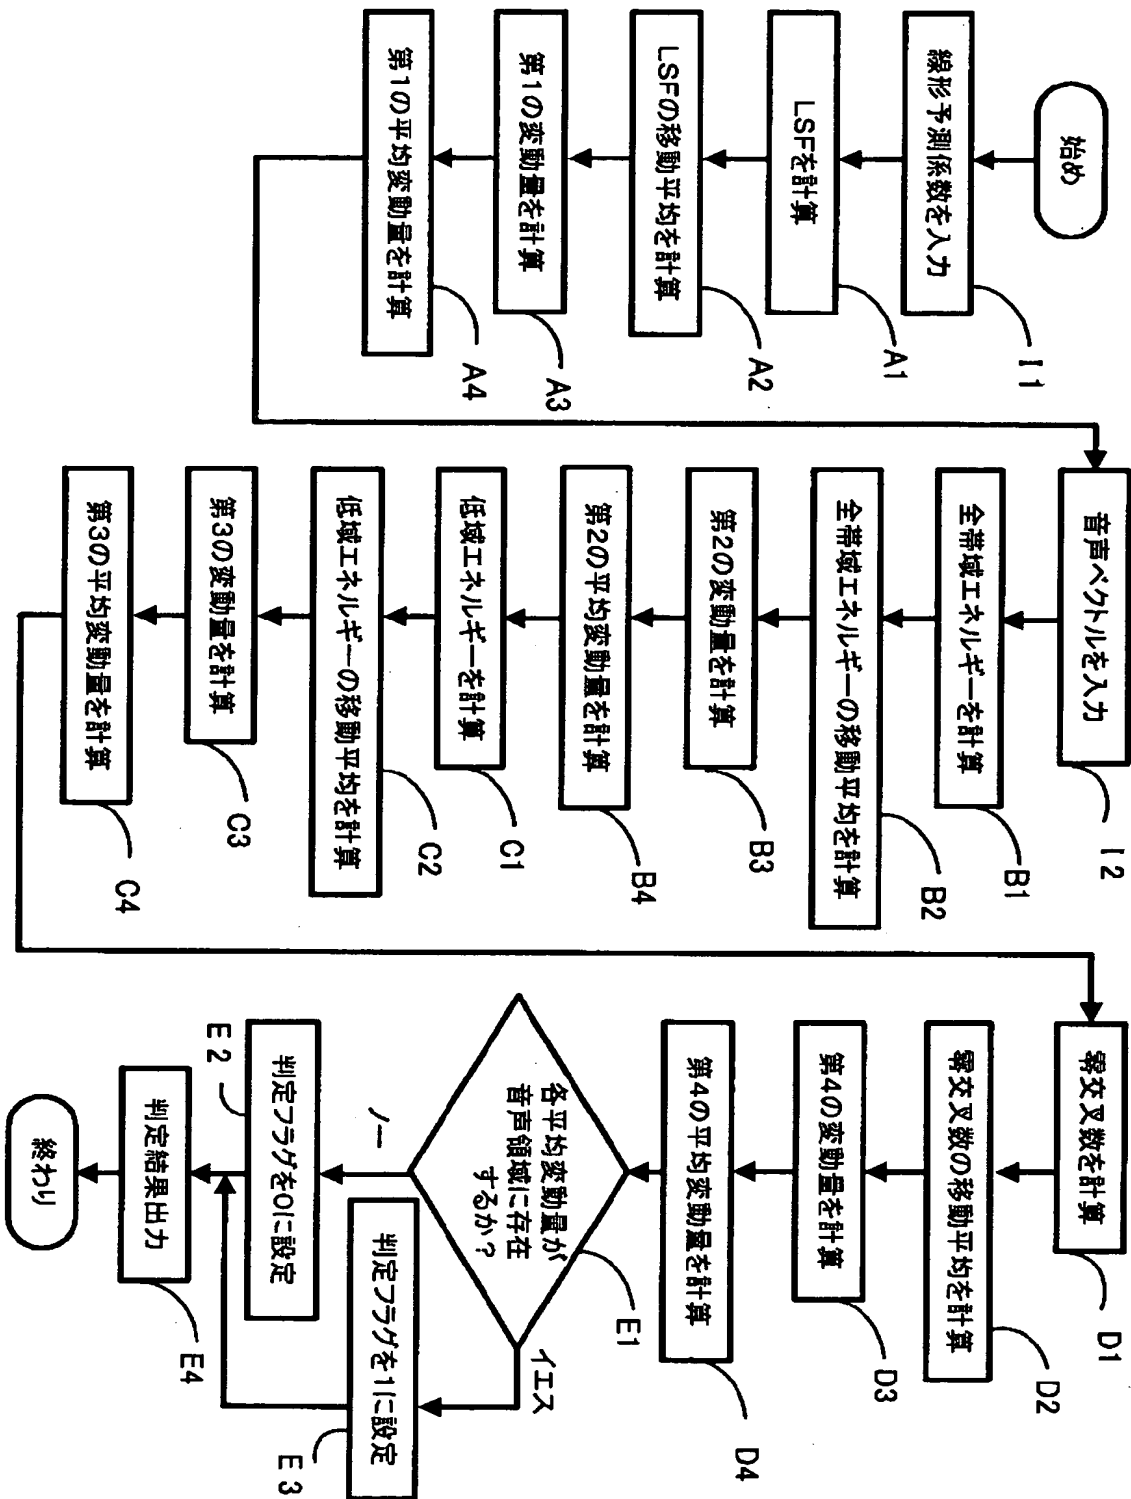 始め
線形予測係数を入力
I1
LSFを計算
A1
LSFの移動平均を計算
A2
第1の変動量を計算
A3
第1の平均変動量を計算
A4
音声ベクトルを入力
I2
全帯域エネルギーを計算
B1
全帯域エネルギーの移動平均を計算
B2
第2の変動量を計算
B3
第2の平均変動量を計算
B4
低域エネルギーを計算
C1
低域エネルギーの移動平均を計算
C2
第3の変動量を計算
C3
第3の平均変動量を計算
C4
零交叉数を計算
D1
零交叉数の移動平均を計算
D2
第4の変動量を計算
D3
第4の平均変動量を計算
D4
各平均変動量が
音声領域に存在
するか?
E1
イエス
ノー
判定フラグを1に設定
E3
判定フラグを0に設定
E2
判定結果出力
E4
終わり